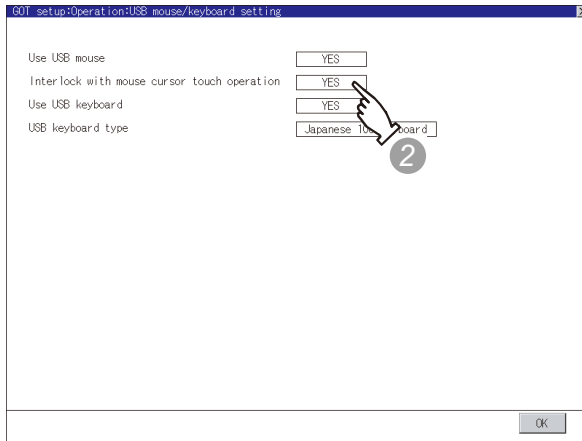 GOT setup:Operation:USB mouse/keyboard setting
Use USB mouse YES
Interlock with mouse cursor touch operation YES
Use USB keyboard YES
USB keyboard type Japanese
2
OK